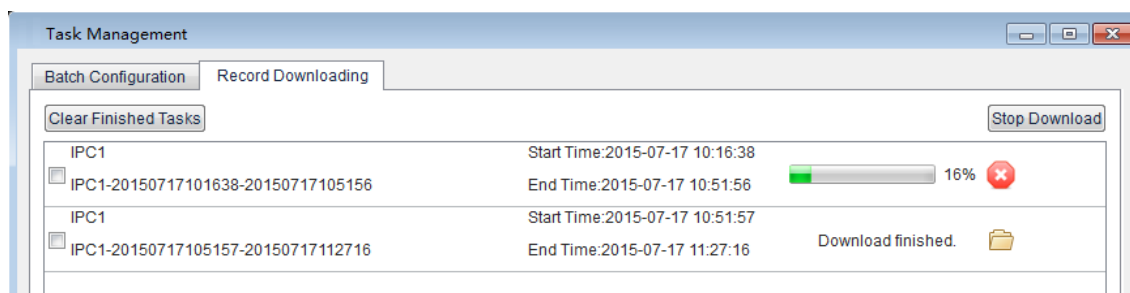 Task Management
Batch Configuration Record Downloading
Clear Finished Tasks Stop Download
IPC1 Start Time:2015-07-17 10:16:38
16%
IPC1-20150717101638-20150717105156 End Time:2015-07-17 10:51:56
IPC1 Start Time:2015-07-17 10:51:57
Download finished.
IPC1-20150717105157-20150717112716 End Time:2015-07-17 11:27:16